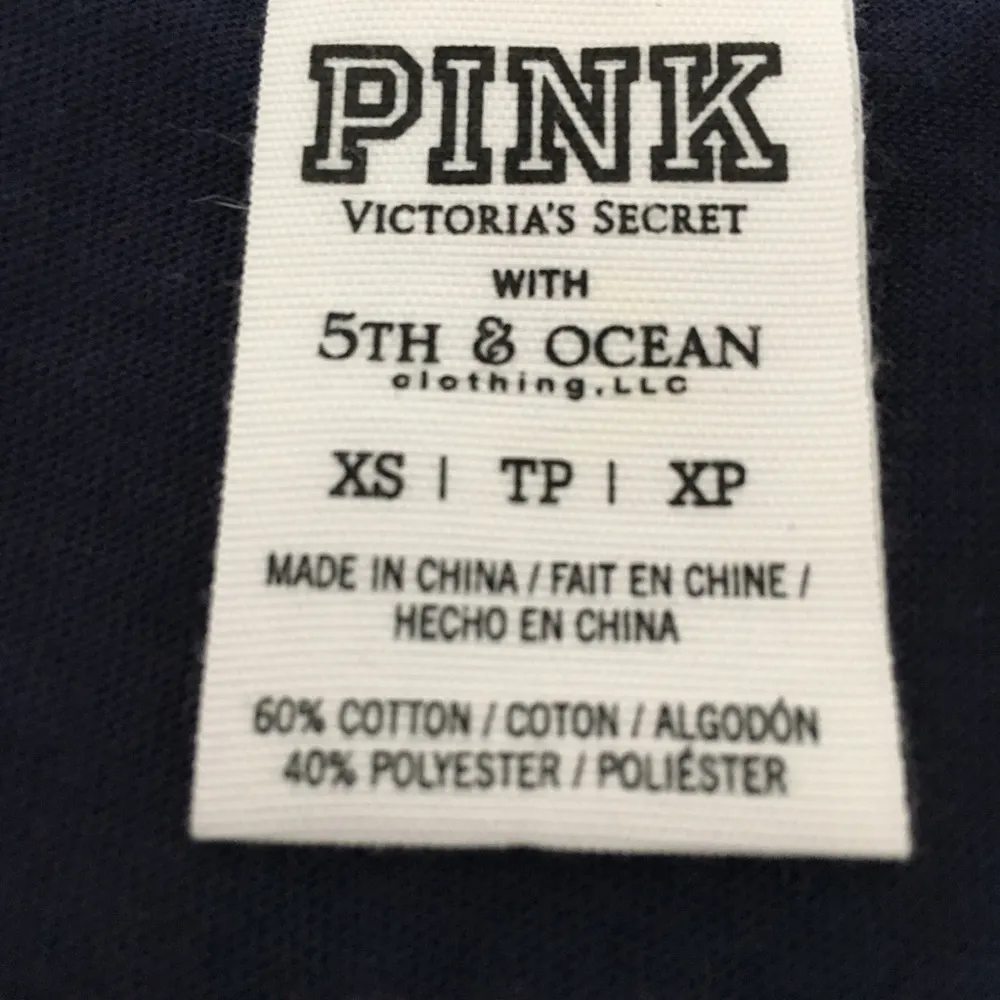 PINK
VICTORIA'S SECRET
WITH
5TH & OCEAN
clothing, LLC
XS | TP | XP
MADE IN CHINA / FAIT EN CHINE /
HECHO EN CHINA
60% COTTON / COTON / ALGODÓN
40% POLYESTER / POLIÉSTER